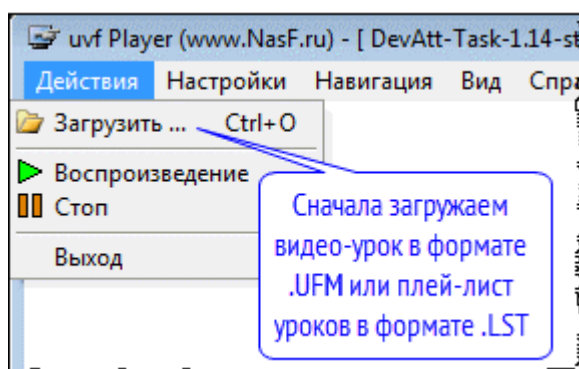 uvf Player (www.NasF.ru) - [ DevAtt-Task-1.14-st
Действия Настройки Навигация Вид Спра
Загрузить ... Ctrl+O
Воспроизведение
Стоп
Выход
Сначала загружаем
видео-урок в формате
.UFM или плей-лист
уроков в формате .LST